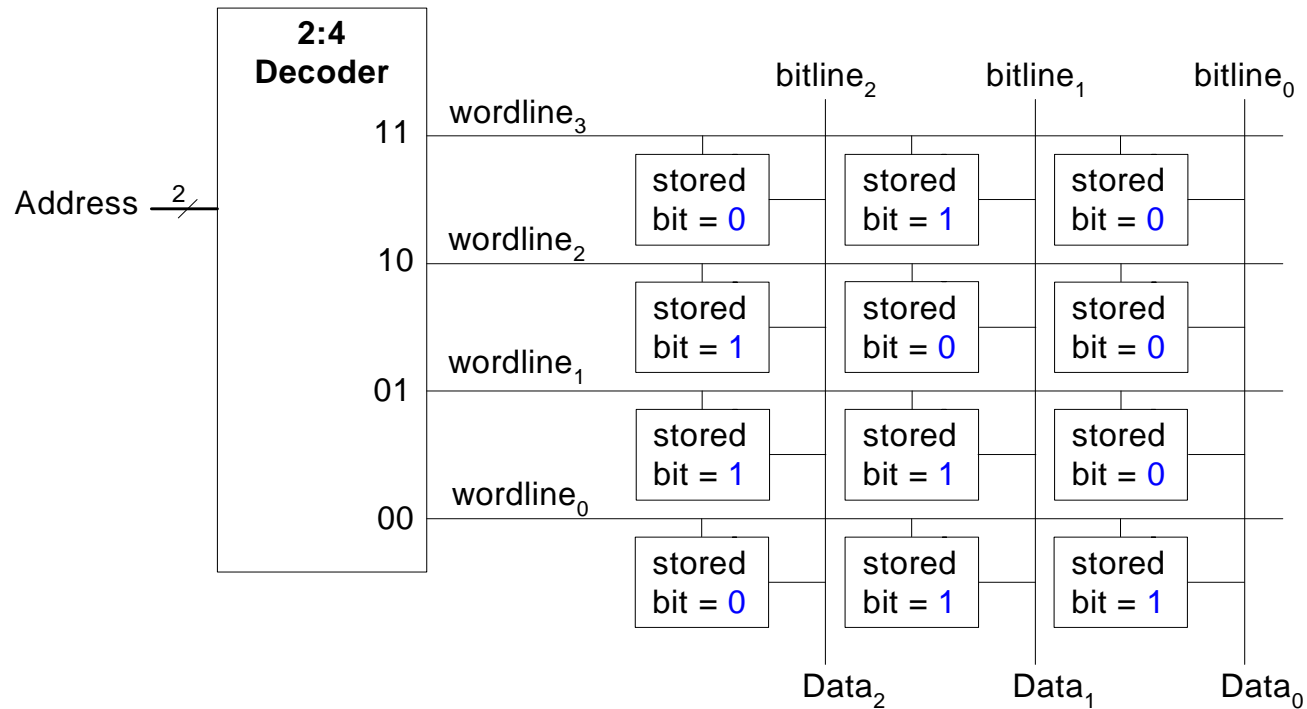 2:4
Decoder
bitline2 bitline1 bitline0
wordline3
11
stored stored stored
bit = 0 bit = 1 bit = 0
Address 2
wordline2
10
stored stored stored
bit = 1 bit = 0 bit = 0
wordline1
01
stored stored stored
bit = 1 bit = 1 bit = 0
wordline0
00
stored stored stored
bit = 0 bit = 1 bit = 1
Data2 Data1 Data0